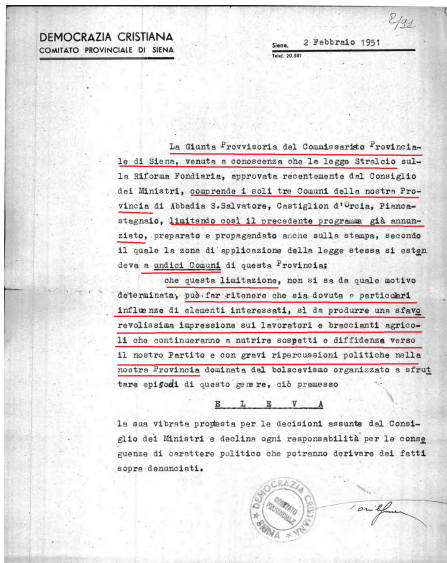 2/91
DEMOCRAZIA CRISTIANA
COMITATO PROVINCIALE DI SIENA
Siena, 2 Febbraio 1951
Telef. 20.581
La Giunta Provvisoria del Commissariato Provincia-
le di Siena, venuta a conoscenza che la legge Stralcio sul-
la Riforma Fondiaria, approvata recentemente dal Consiglio
dei Ministri, comprende i soli tre Comuni della nostra Pro-
vincia di Abbadia S.Salvatore, Castiglion d'Orcia, Pianca-
stagnaio, limitando così il precedente programma già annun-
ziato, preparato e propagandato anche sulla stampa, secondo
il quale la zona di applicazione della legge stessa si esten
deva a undici Comuni di questa Provincia;
che questa limitazione, non si sa da quale motivo
determinata, può far ritenere che sia dovuta a particolari
influenze di elementi interessati, sì da produrre una sfavo
revolissima impressione sui lavoratori e braccianti agrico-
li che continueranno a nutrire sospetti e diffidenza verso
il nostro Partito e con gravi ripercussioni politiche nella
nostra Provincia dominata dal bolscevismo organizzato a sfrut
tare episodi di questo genere, ciò premesso
E L E V A
la sua vibrata protesta per le decisioni assunte dal Consi-
glio dei Ministri e declina ogni responsabilità per le conse
guenze di carattere politico che potranno derivare dai fatti
sopra denunciati.
DEMOCRAZIA CRISTIANA
COMITATO
PROVINCIALE
SIENA